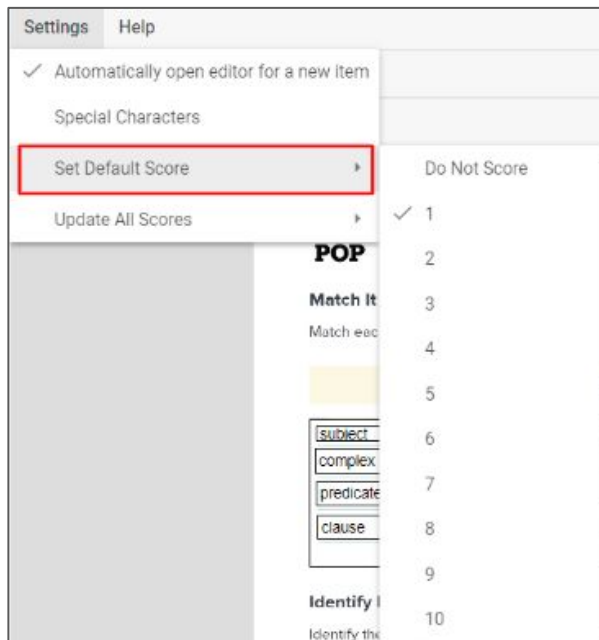 Settings Help
Automatically open editor for a new item
Special Characters
Set Default Score
Update All Scores
Do Not Score
1
2
3
4
5
6
7
8
9
10
POP
Match It
Match eac
subject
complex
predicate
clause
Identify
Identify the